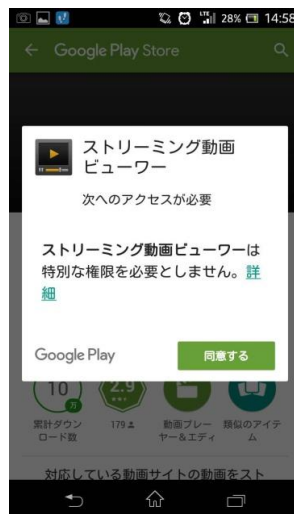 28% 14:58
Google Play Store
ストリーミング動画
ビューワー
次へのアクセスが必要
ストリーミング動画ビューワーは
特別な権限を必要としません。詳
細
Google Play 同意する
10 万 2.9
累計ダウン
ロード数 179 動画プレー
ヤー&エディ 類似のアイテ
ム
対応している動画サイトの動画をスト